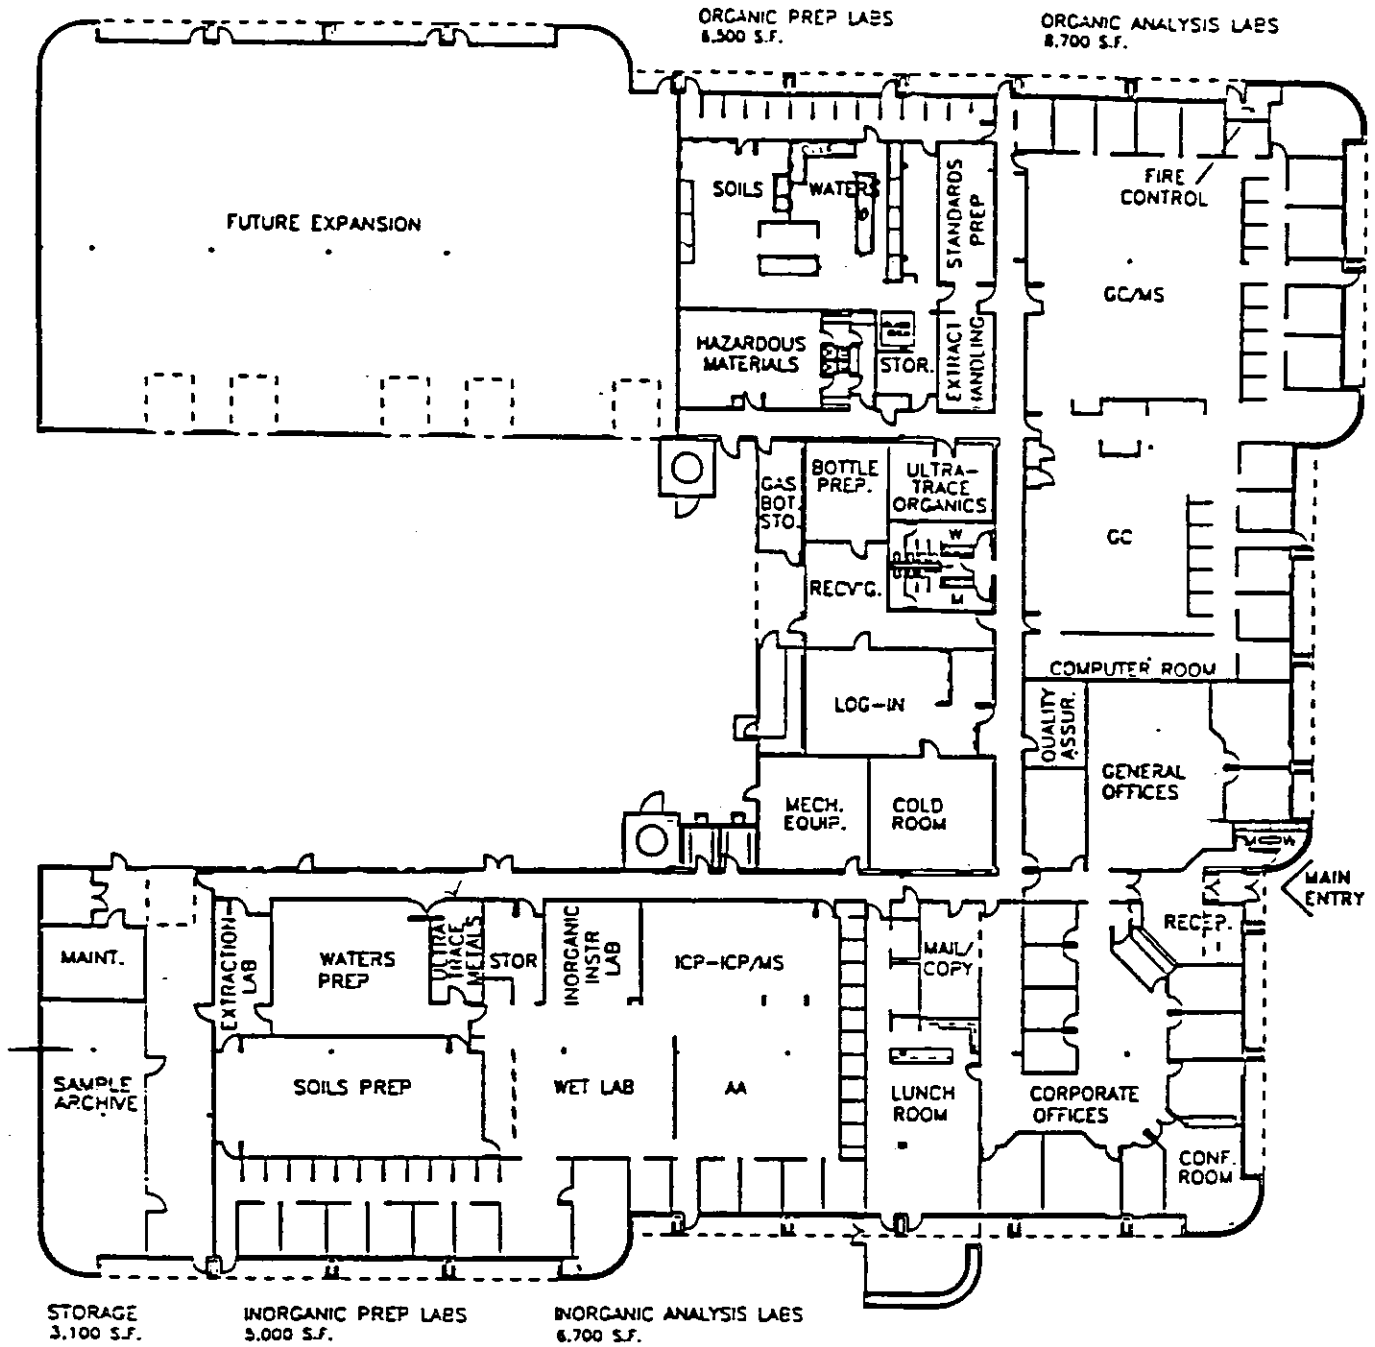 ORGANIC PREP LABS
6,500 S.F.
ORGANIC ANALYSIS LABS
8,700 S.F.
FUTURE EXPANSION
SOILS
WATERS
STANDARDS
PREP
FIRE
CONTROL
GC/MS
HAZARDOUS
MATERIALS
STOR.
EXTRACT
HANDLING
GAS
BOT.
STO.
BOTTLE
PREP.
ULTRA-
TRACE
ORGANICS
W
M
GC
RECV'G.
COMPUTER ROOM
LOG-IN
QUALITY
ASSUR.
GENERAL
OFFICES
MECH.
EQUIP.
COLD
ROOM
M
W
MAIN
ENTRY
MAINT.
EXTRACTION-
LAB
WATERS
PREP
ULTRA
TRACE
METALS
STOR
INORGANIC
INSTR
LAB
ICP-ICP/MS
MAIL/
COPY
RECEP.
SAMPLE
ARCHIVE
SOILS PREP
WET LAB
AA
LUNCH
ROOM
CORPORATE
OFFICES
CONF.
ROOM
STORAGE
3,100 S.F.
INORGANIC PREP LABS
5,000 S.F.
INORGANIC ANALYSIS LABS
6,700 S.F.